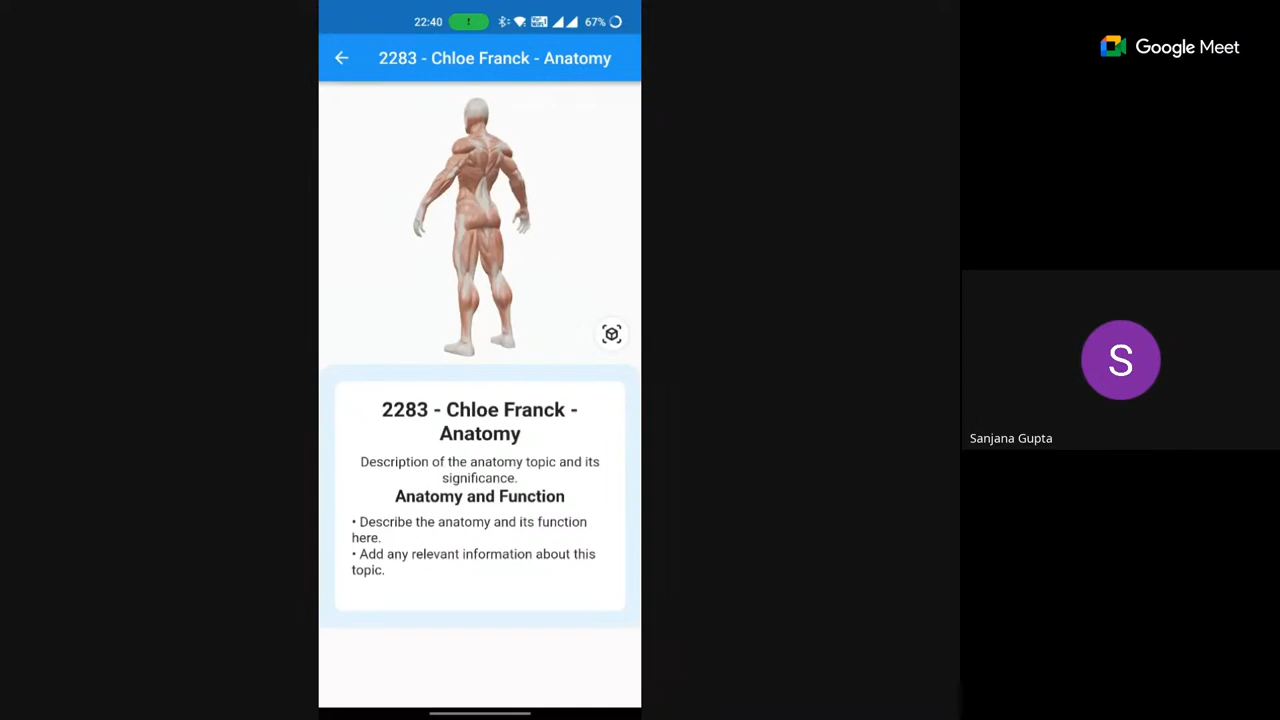 22:40
67%
2283 - Chloe Franck - Anatomy
Google Meet
2283 - Chloe Franck -
Anatomy
Description of the anatomy topic and its
significance.
Anatomy and Function
• Describe the anatomy and its function
here.
• Add any relevant information about this
topic.
S
Sanjana Gupta